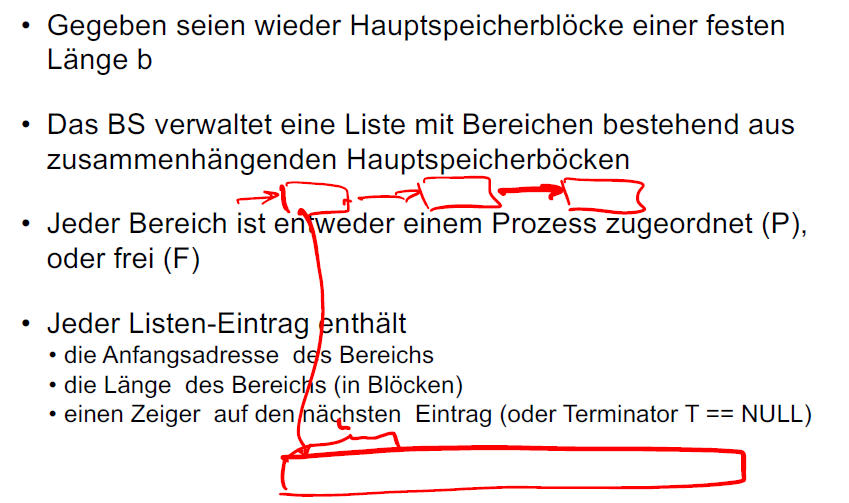 • Gegeben seien wieder Hauptspeicherblöcke einer festen
Länge b
• Das BS verwaltet eine Liste mit Bereichen bestehend aus
zusammenhängenden Hauptspeicherböcken
• Jeder Bereich ist entweder einem Prozess zugeordnet (P),
oder frei (F)
• Jeder Listen-Eintrag enthält
• die Anfangsadresse des Bereichs
• die Länge des Bereichs (in Blöcken)
• einen Zeiger auf den nächsten Eintrag (oder Terminator T == NULL)